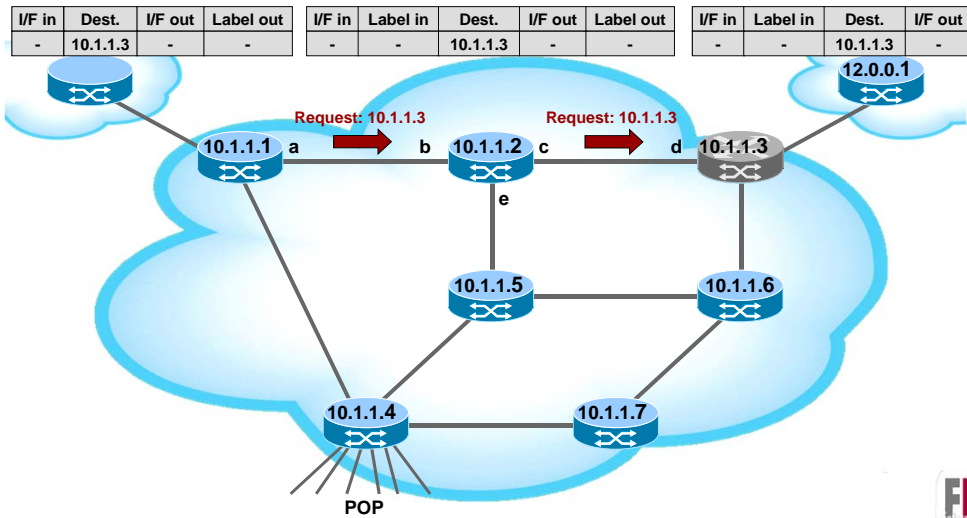 I/F in Dest. I/F out Label out
- 10.1.1.3 - -
I/F in Label in Dest. I/F out Label out
- - 10.1.1.3 - -
I/F in Label in Dest. I/F out
- - 10.1.1.3 -
12.0.0.1
Request: 10.1.1.3
Request: 10.1.1.3
10.1.1.1
a
b
10.1.1.2
c
d
10.1.1.3
e
10.1.1.5
10.1.1.6
10.1.1.4
10.1.1.7
POP